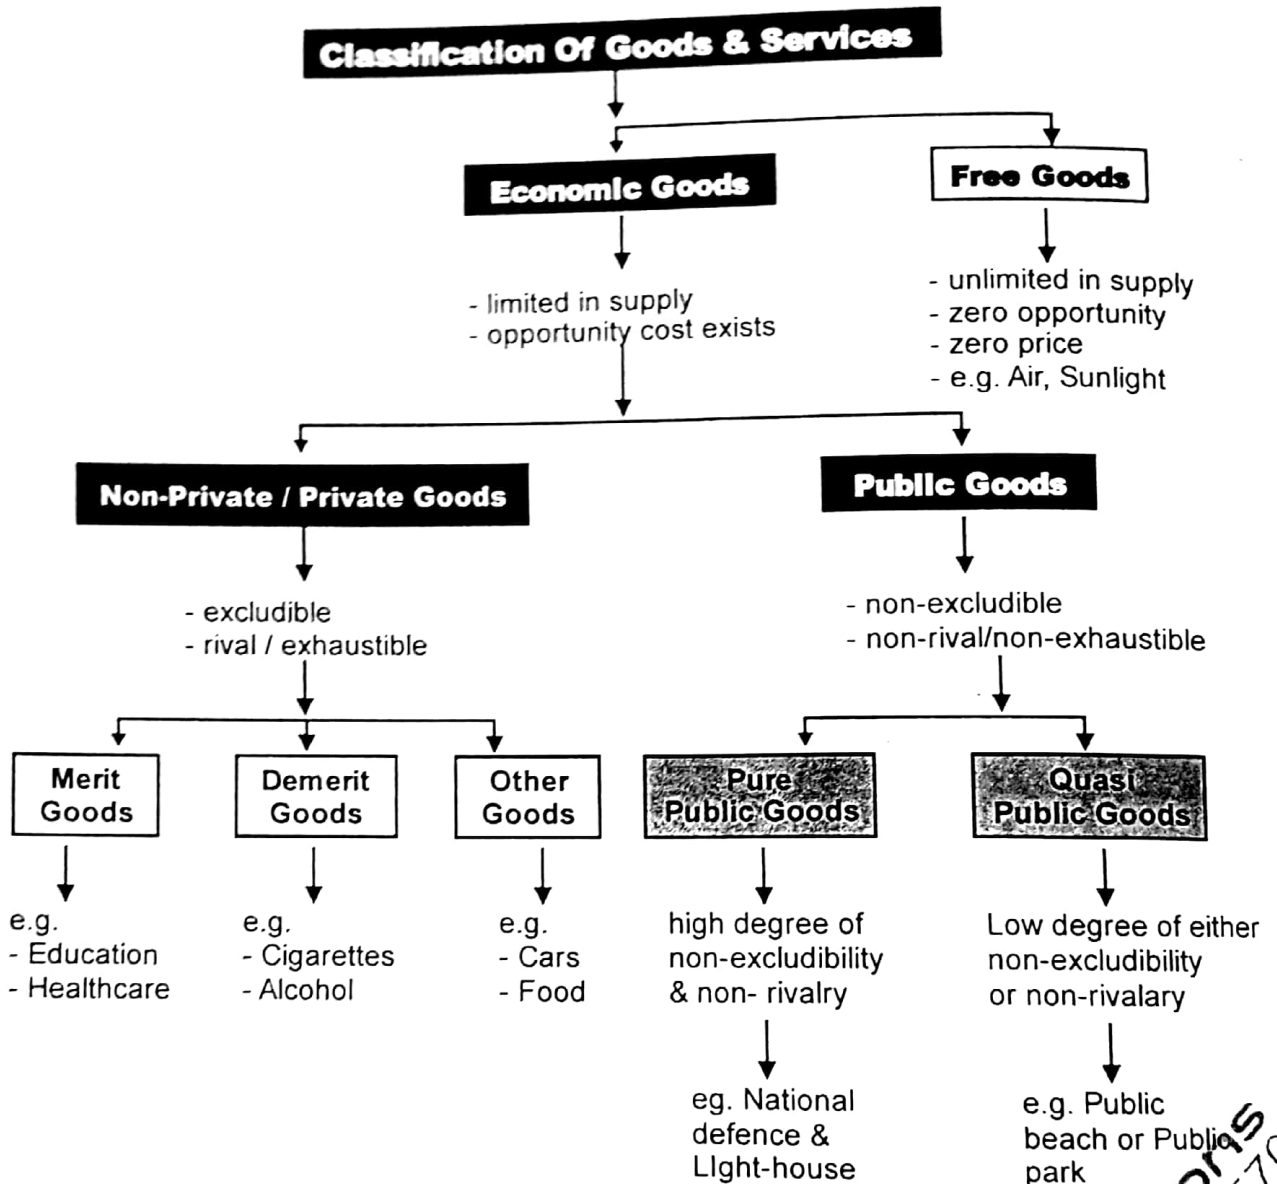 Classification Of Goods & Services
Economic Goods
Free Goods
- limited in supply
- opportunity cost exists
- unlimited in supply
- zero opportunity
- zero price
- e.g. Air, Sunlight
Non-Private / Private Goods
Public Goods
- excludible
- rival / exhaustible
- non-excludible
- non-rival/non-exhaustible
Merit
Goods
Demerit
Goods
Other
Goods
Pure
Public Goods
Quasi
Public Goods
e.g.
- Education
- Healthcare
e.g.
- Cigarettes
- Alcohol
e.g.
- Cars
- Food
high degree of
non-excludibility
& non- rivalry
Low degree of either
non-excludibility
or non-rivalary
eg. National
defence &
LIght-house
e.g. Public
beach or Public
park